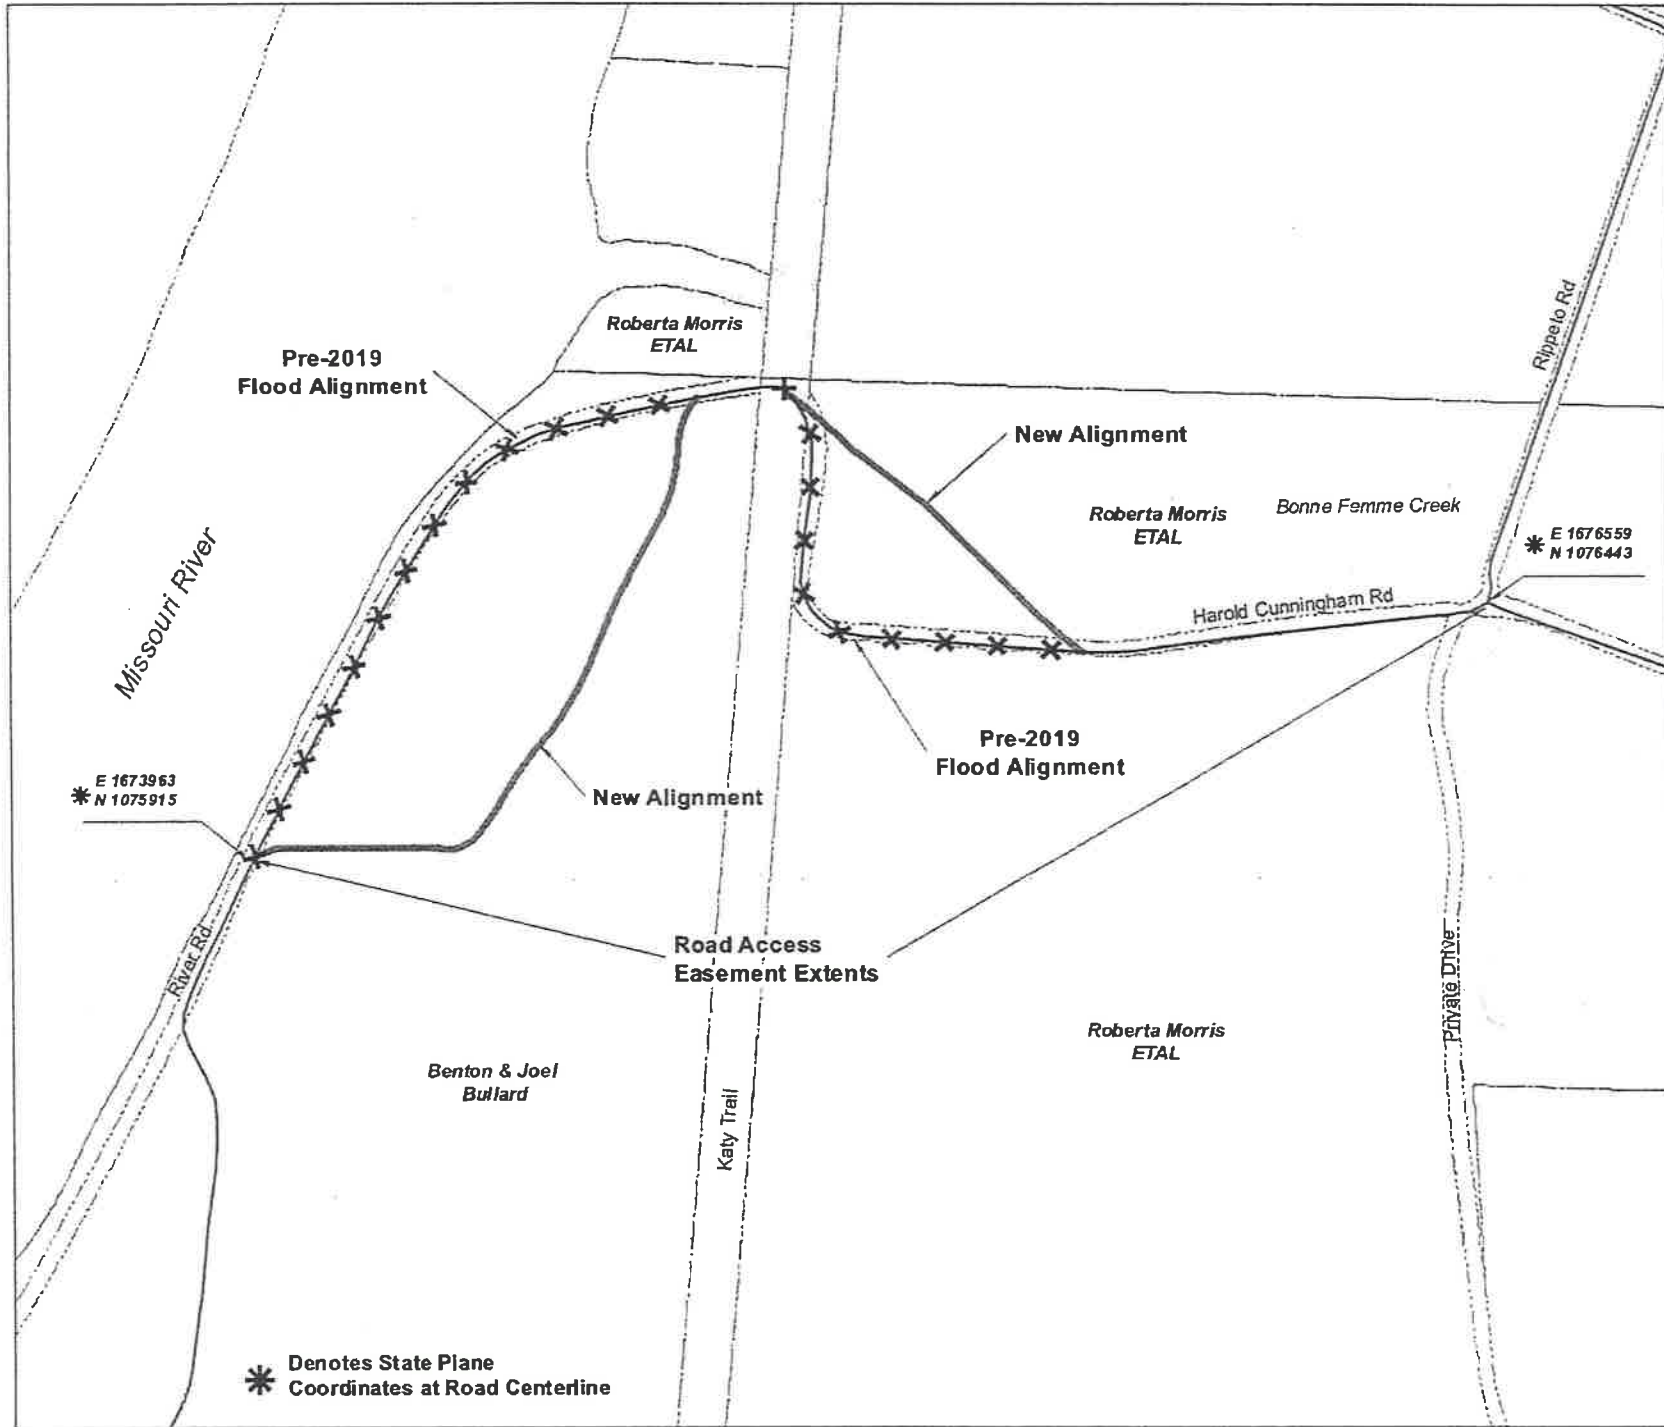 Roberta Morris
ETAL
Pre-2019
Flood Alignment
Rippeto Rd
New Alignment
Roberta Morris
ETAL
Bonne Femme Creek
E 1676559
N 1076443
Missouri River
Harold Cunningham Rd
Pre-2019
Flood Alignment
E 1673963
N 1075915
New Alignment
River Rd
Road Access
Easement Extents
Private Drive
Roberta Morris
ETAL
Benton & Joel
Bullard
Katy Trail
Denotes State Plane
Coordinates at Road Centerline